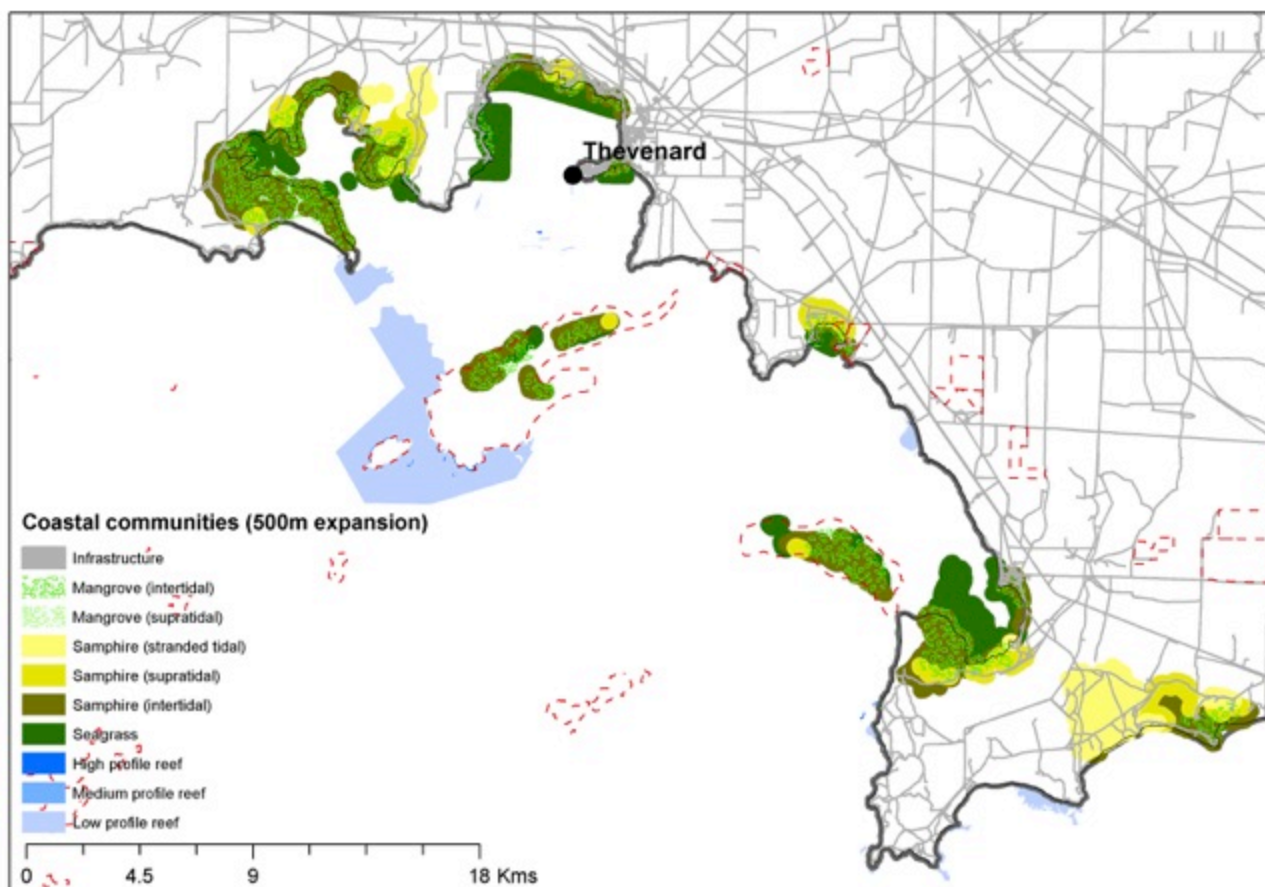 Thevenard
Coastal communities (500m expansion)
Infrastructure
Mangrove (intertidal)
Mangrove (supratidal)
Samphire (stranded tidal)
Samphire (supratidal)
Samphire (intertidal)
Seagrass
High profile reef
Medium profile reef
Low profile reef
0 4.5 9 18 Kms